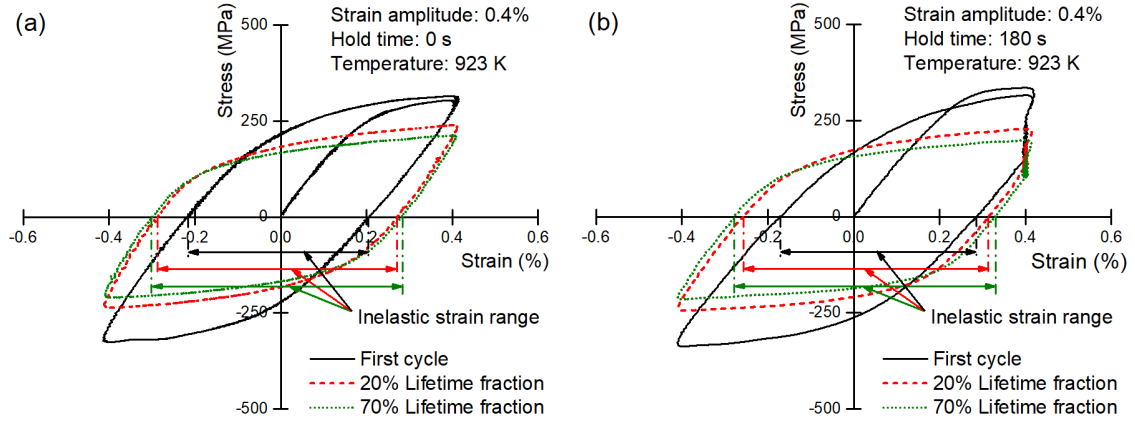 (a)
Stress (MPa)
Strain amplitude: 0.4%
Hold time: 0 s
Temperature: 923 K
500
250
0
-250
-500
-0.6
-0.4
-0.2
0.0
0.2
0.4
0.6
Strain (%)
Inelastic strain range
First cycle
20% Lifetime fraction
70% Lifetime fraction
(b)
Stress (MPa)
Strain amplitude: 0.4%
Hold time: 180 s
Temperature: 923 K
500
250
0
-250
-500
-0.6
-0.4
-0.2
0.0
0.2
0.4
0.6
Strain (%)
Inelastic strain range
First cycle
20% Lifetime fraction
70% Lifetime fraction